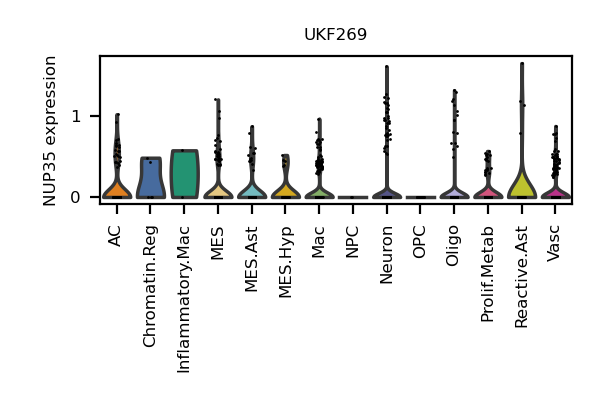 UKF269
NUP35 expression
1
0
AC
Chromatin.Reg
Inflammatory.Mac
MES
MES.Ast
MES.Hyp
Mac
NPC
Neuron
OPC
Oligo
Prolif.Metab
Reactive.Ast
Vasc